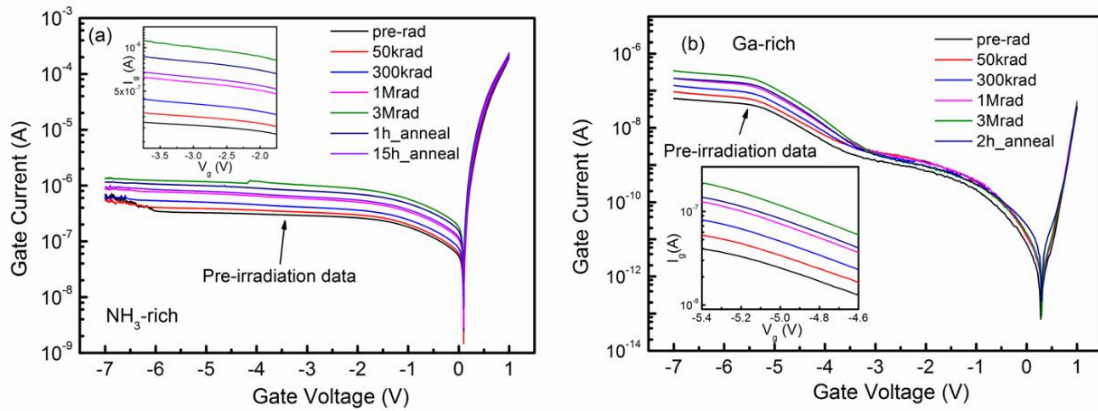 (a)
10⁻³
10⁻⁴
10⁻⁵
10⁻⁶
10⁻⁷
10⁻⁸
10⁻⁹
Gate Current (A)
10⁻⁶
5x10⁻⁷
I_g(A)
-3.5 -3.0 -2.5 -2.0
V_g (V)
pre-rad
50krad
300krad
1Mrad
3Mrad
1h_anneal
15h_anneal
Pre-irradiation data
NH₃-rich
-7 -6 -5 -4 -3 -2 -1 0 1
Gate Voltage (V)
(b)
Ga-rich
10⁻⁶
10⁻⁸
10⁻¹⁰
10⁻¹²
10⁻¹⁴
Gate Current (A)
pre-rad
50krad
300krad
1Mrad
3Mrad
2h_anneal
Pre-irradiation data
10⁻⁷
10⁻⁸
I_g(A)
-5.4 -5.2 -5.0 -4.8 -4.6
V_g (V)
-7 -6 -5 -4 -3 -2 -1 0 1
Gate Voltage (V)